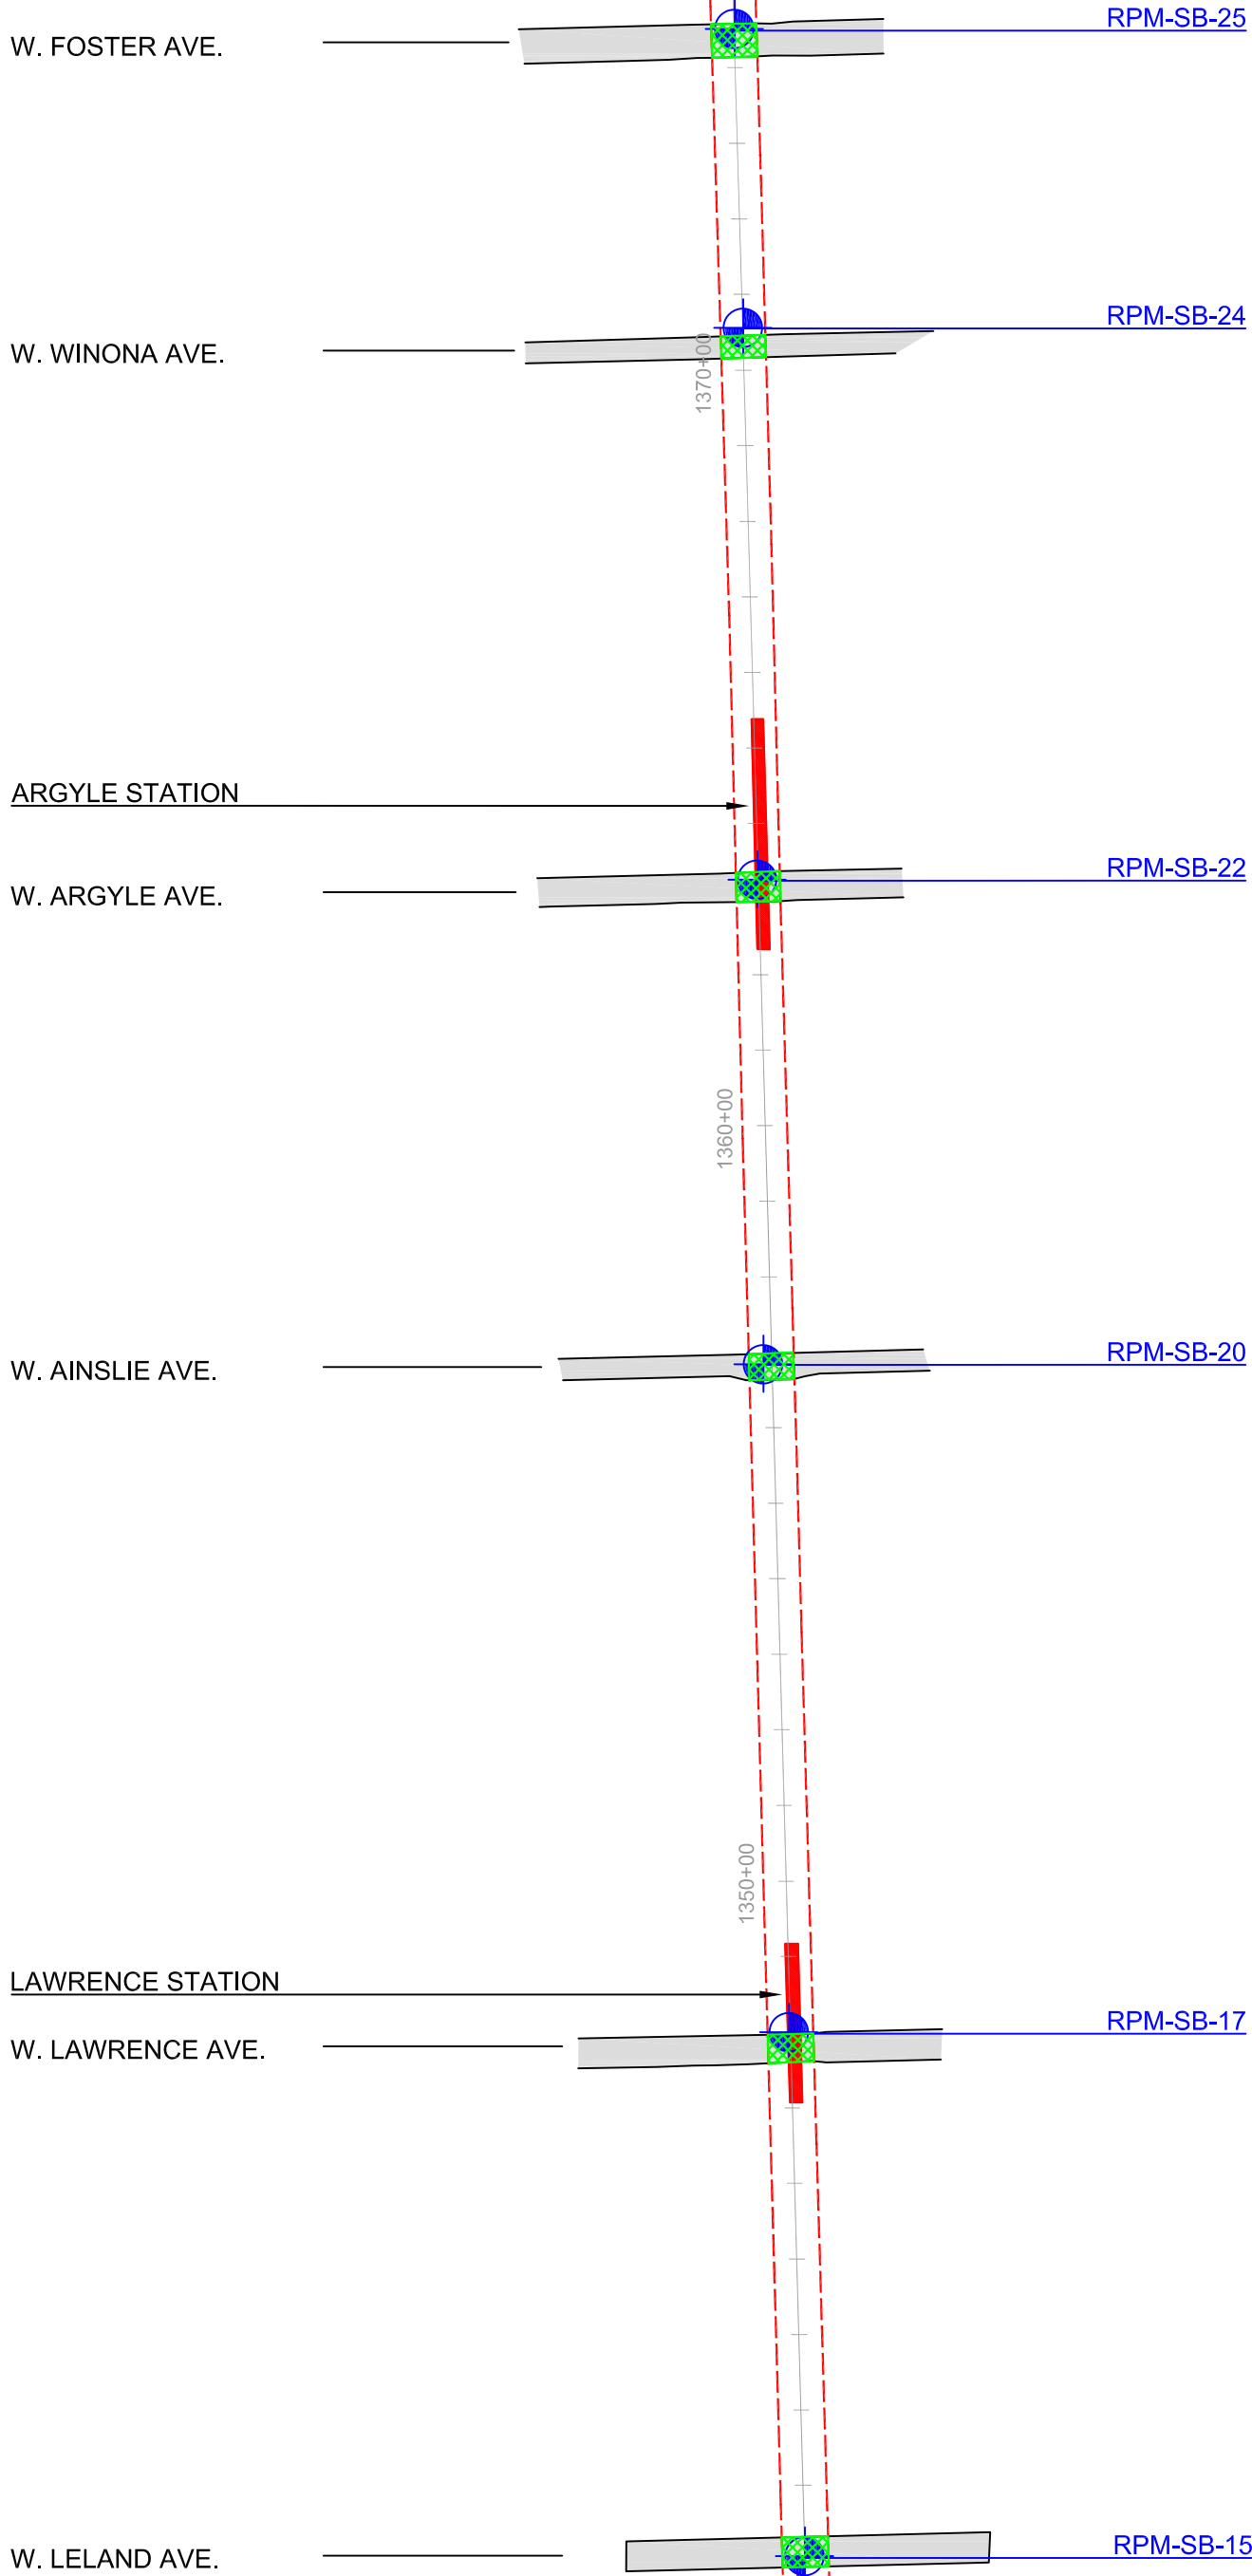 RPM-SB-25
W. FOSTER AVE.
RPM-SB-24
W. WINONA AVE.
1370+00
ARGYLE STATION
RPM-SB-22
W. ARGYLE AVE.
1360+00
RPM-SB-20
W. AINSLIE AVE.
1350+00
LAWRENCE STATION
RPM-SB-17
W. LAWRENCE AVE.
RPM-SB-15
W. LELAND AVE.